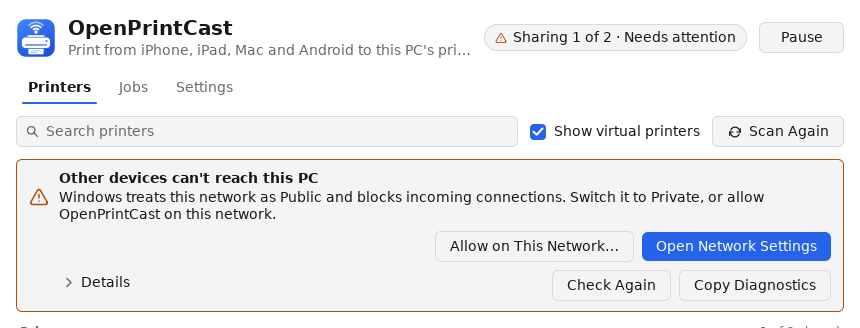 OpenPrintCast
Print from iPhone, iPad, Mac and Android to this PC's pri...
Sharing 1 of 2 · Needs attention
Pause
Printers
Jobs
Settings
Search printers
Show virtual printers
Scan Again
Other devices can't reach this PC
Windows treats this network as Public and blocks incoming connections. Switch it to Private, or allow
OpenPrintCast on this network.
Allow on This Network...
Open Network Settings
Details
Check Again
Copy Diagnostics